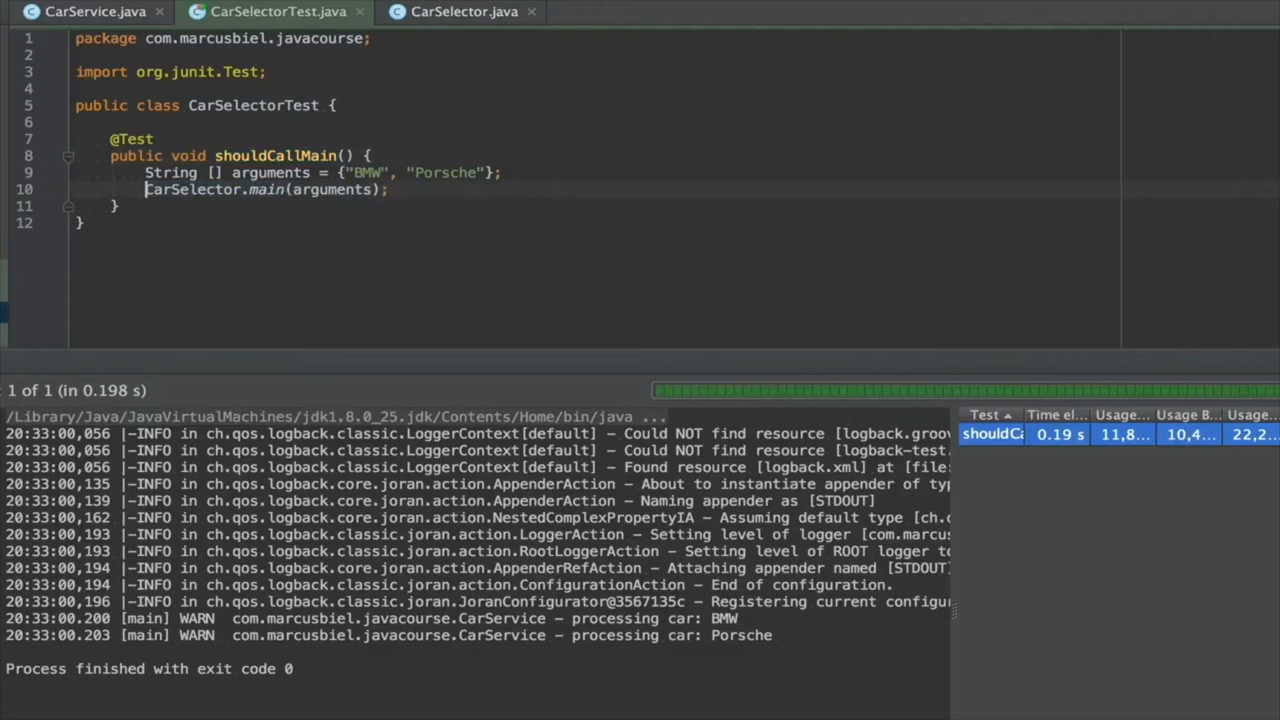 CarService.java × CarSelectorTest.java × CarSelector.java ×
1 package com.marcusbiel.javacourse;
2
3 import org.junit.Test;
4
5 public class CarSelectorTest {
6
7 @Test
8 public void shouldCallMain() {
9 String [] arguments = {"BMW", "Porsche"};
10 CarSelector.main(arguments);
11 }
12 }
1 of 1 (in 0.198 s)
/Library/Java/JavaVirtualMachines/jdk1.8.0_25.jdk/Contents/Home/bin/java ...
20:33:00,056 |-INFO in ch.qos.logback.classic.LoggerContext[default] - Could NOT find resource [logback.groov
20:33:00,056 |-INFO in ch.qos.logback.classic.LoggerContext[default] - Could NOT find resource [logback-test.
20:33:00,056 |-INFO in ch.qos.logback.classic.LoggerContext[default] - Found resource [logback.xml] at [file:
20:33:00,135 |-INFO in ch.qos.logback.core.joran.action.AppenderAction - About to instantiate appender of typ
20:33:00,139 |-INFO in ch.qos.logback.core.joran.action.AppenderAction - Naming appender as [STDOUT]
20:33:00,162 |-INFO in ch.qos.logback.core.joran.action.NestedComplexPropertyIA - Assuming default type [ch.q
20:33:00,193 |-INFO in ch.qos.logback.classic.joran.action.LoggerAction - Setting level of logger [com.marcus
20:33:00,193 |-INFO in ch.qos.logback.classic.joran.action.RootLoggerAction - Setting level of ROOT logger to
20:33:00,194 |-INFO in ch.qos.logback.core.joran.action.AppenderRefAction - Attaching appender named [STDOUT]
20:33:00,194 |-INFO in ch.qos.logback.classic.joran.action.ConfigurationAction - End of configuration.
20:33:00,196 |-INFO in ch.qos.logback.classic.joran.JoranConfigurator@3567135c - Registering current configur
20:33:00.200 [main] WARN com.marcusbiel.javacourse.CarService - processing car: BMW
20:33:00.203 [main] WARN com.marcusbiel.javacourse.CarService - processing car: Porsche
Process finished with exit code 0
Test Time el... Usage... Usage B... Usage...
shouldCa 0.19 s 11,8... 10,4... 22,2...